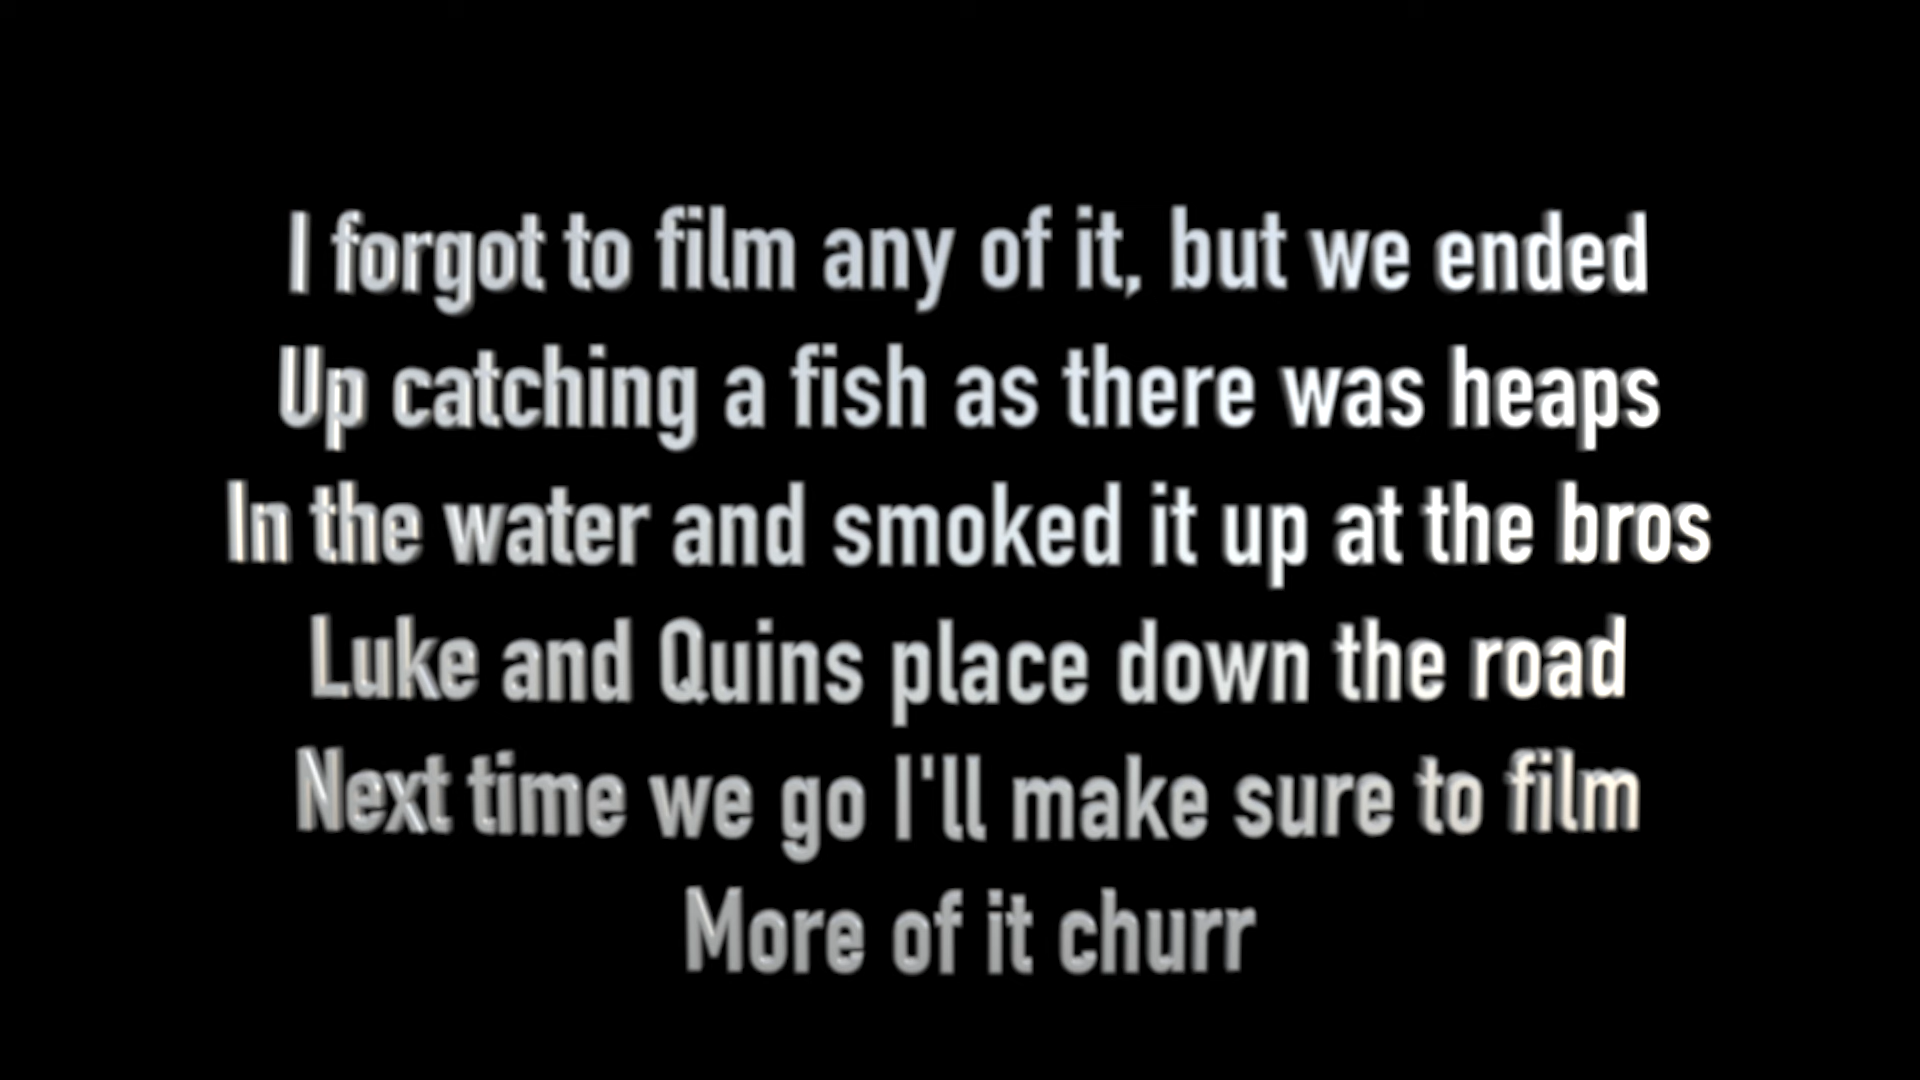 I forgot to film any of it, but we ended
Up catching a fish as there was heaps
In the water and smoked it up at the bros
Luke and Quins place down the road
Next time we go I'll make sure to film
More of it churr